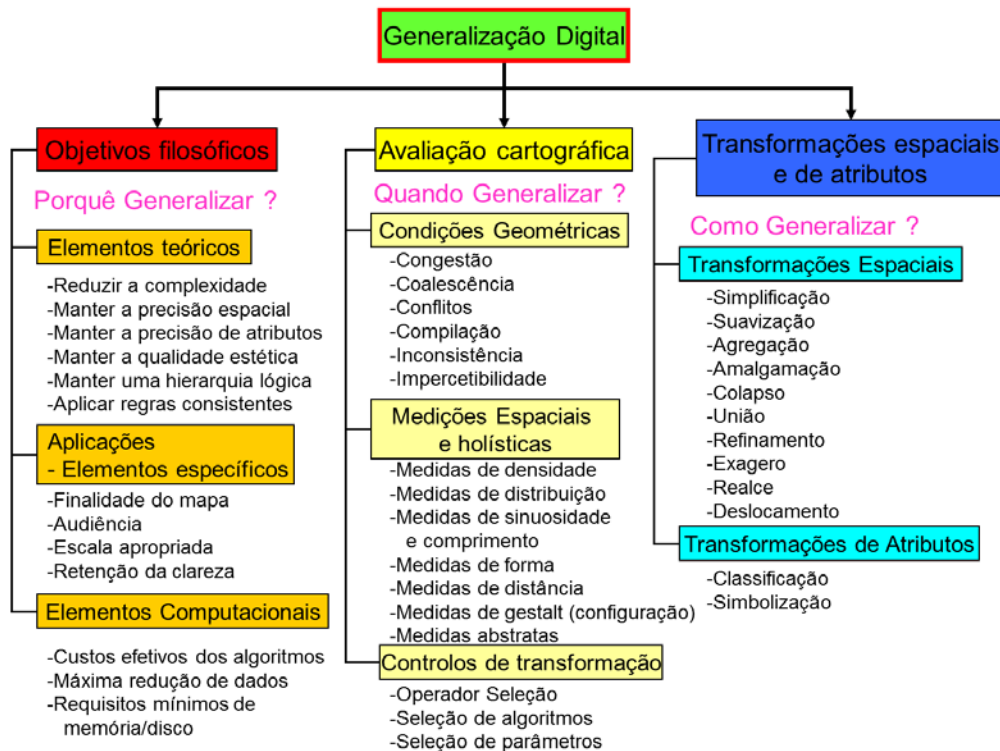 Generalização Digital
Objetivos filosóficos
Porquê Generalizar ?
Elementos teóricos
-Reduzir a complexidade
-Manter a precisão espacial
-Manter a precisão de atributos
-Manter a qualidade estética
-Manter uma hierarquia lógica
-Aplicar regras consistentes
Aplicações
- Elementos específicos
-Finalidade do mapa
-Audiência
-Escala apropriada
-Retenção da clareza
Elementos Computacionais
-Custos efetivos dos algoritmos
-Máxima redução de dados
-Requisitos mínimos de
memória/disco
Avaliação cartográfica
Quando Generalizar ?
Condições Geométricas
-Congestão
-Coalescência
-Conflitos
-Compilação
-Inconsistência
-Impercetibilidade
Medições Espaciais
e holísticas
-Medidas de densidade
-Medidas de distribuição
-Medidas de sinuosidade
e comprimento
-Medidas de forma
-Medidas de distância
-Medidas de gestalt (configuração)
-Medidas abstratas
Controlos de transformação
-Operador Seleção
-Seleção de algoritmos
-Seleção de parâmetros
Transformações espaciais
e de atributos
Como Generalizar ?
Transformações Espaciais
-Simplificação
-Suavização
-Agregação
-Amalgamação
-Colapso
-União
-Refinamento
-Exagero
-Realce
-Deslocamento
Transformações de Atributos
-Classificação
-Simbolização